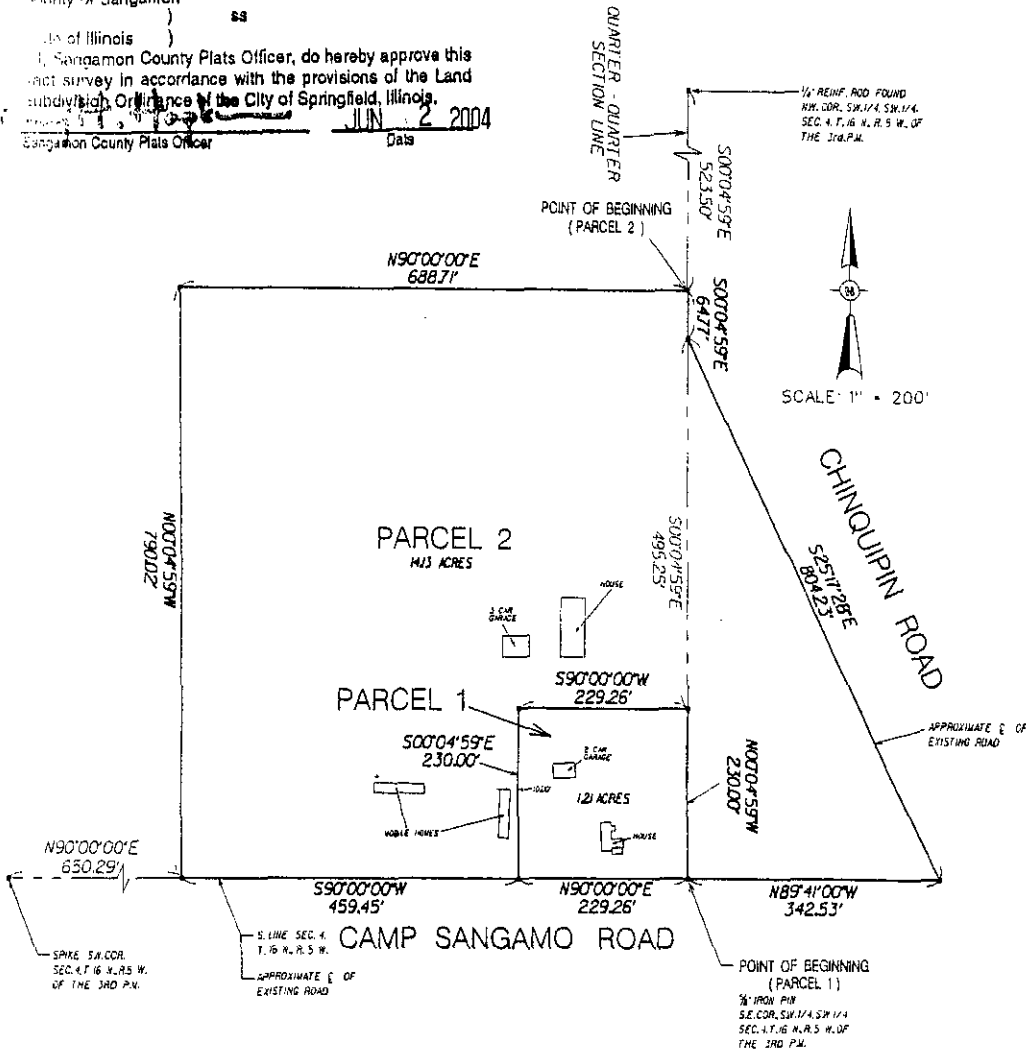 ss
of Illinois )
I, Sangamon County Plats Officer, do hereby approve this
survey in accordance with the provisions of the Land
subdivision Ordinance of the City of Springfield, Illinois.
JUN 2 2004
Sangamon County Plats Officer Date
QUARTER - QUARTER
SECTION LINE
REINF. ROD FOUND
COR. SW.1/4, SW.1/4,
SEC. 4, T. 16 N., R. 5 W. OF
THE 3rd.P.M.
S00°04'59"E
523.50'
POINT OF BEGINNING
( PARCEL 2 )
N90°00'00"E
688.71'
S00°04'59"E
64.77'
SCALE: 1" = 200'
CHINQUIPIN ROAD
S25°17'28"E
804.23'
N00°04'59"W
790.02'
PARCEL 2
14.13 ACRES
S00°04'59"E
495.25'
HOUSE
3 CAR
GARAGE
S90°00'00"W
229.26'
PARCEL 1
S00°04'59"E
230.00'
2 CAR
GARAGE
1.21 ACRES
N00°04'59"W
230.00'
APPROXIMATE ℄ OF
EXISTING ROAD
MOBILE HOMES
HOUSE
N90°00'00"E
630.29'
S90°00'00"W
459.45'
N90°00'00"E
229.26'
N89°41'00"W
342.53'
SPIKE S.W. COR.
SEC. 4, T. 16 N., R.5 W.
OF THE 3RD P.M.
S. LINE SEC. 4,
T. 16 N., R. 5 W.
CAMP SANGAMO ROAD
APPROXIMATE ℄ OF
EXISTING ROAD
POINT OF BEGINNING
( PARCEL 1 )
IRON PIN
S.E. COR., S.W. 1/4, S.W 1/4
SEC. 4, T. 16 N., R. 5 W. OF
THE 3RD P.M.